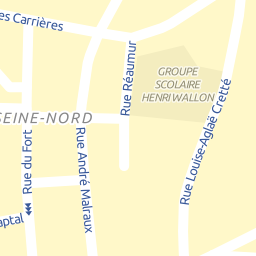 es Carrières
Rue Réaumur
GROUPE
SCOLAIRE
HENRI WALLON
SEINE-NORD
Rue du Fort
Rue André Malraux
Rue Louise-Aglaé Cretté
aptal